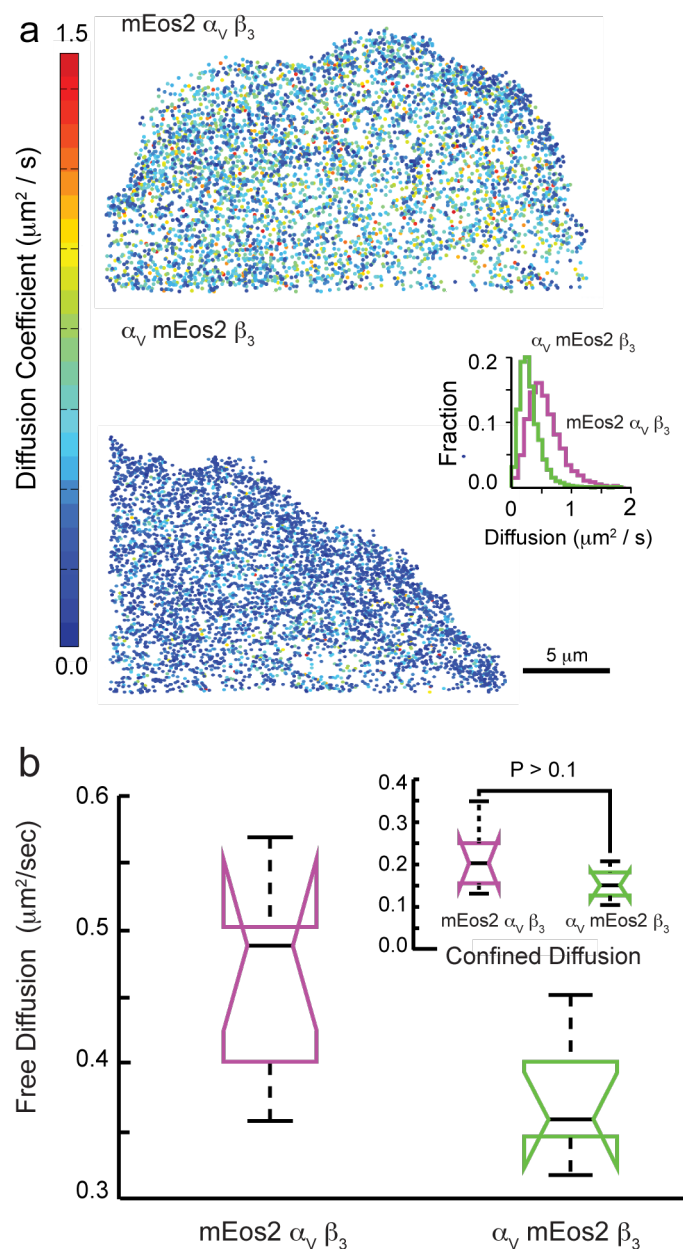 a
1.5
mEos2 αV β3
Diffusion Coefficient (μm² / s)
0.0
αV mEos2 β3
0.2
0.1
0.0
Fraction
αV mEos2 β3
mEos2 αV β3
0 1 2
Diffusion (μm² / s)
5 μm
b
0.6
0.5
0.4
0.3
Free Diffusion (μm²/sec)
P > 0.1
0.4
0.3
0.2
0.1
0.0
mEos2 αV β3 αV mEos2 β3
Confined Diffusion
mEos2 αV β3 αV mEos2 β3